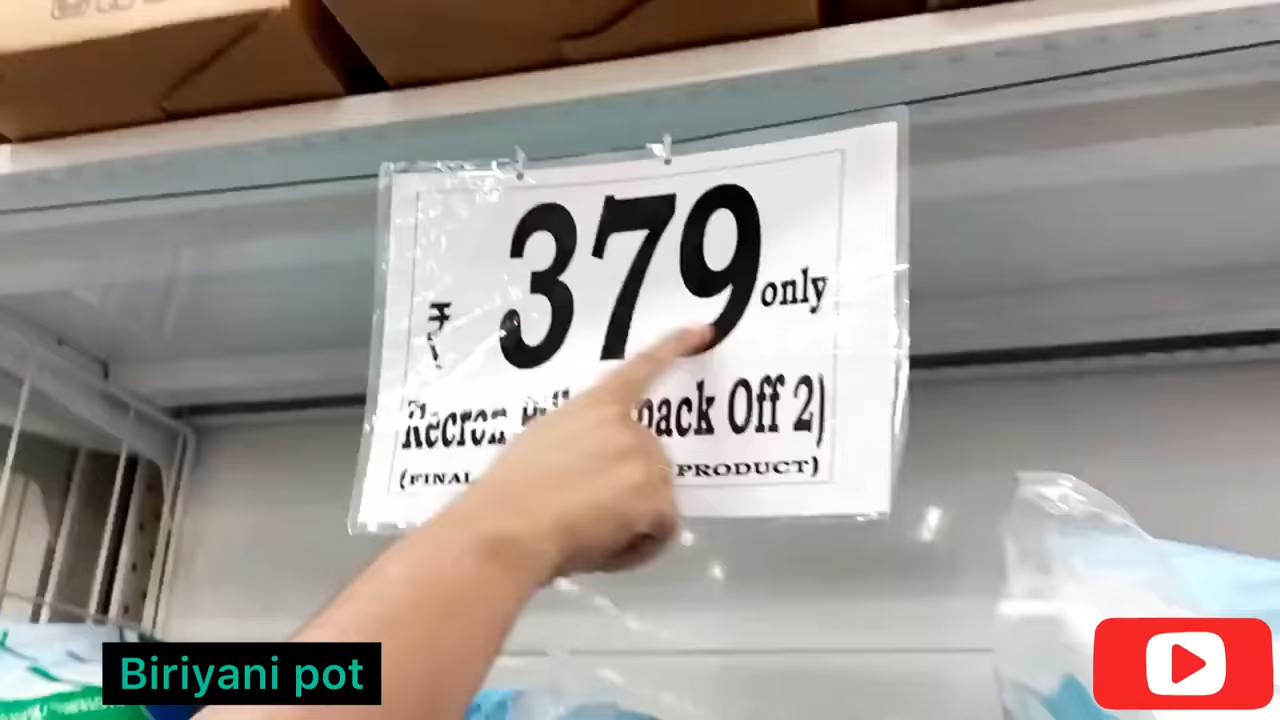 ₹ 379 only
Recron pack Off 2)
(FINAL PRODUCT)
Biriyani pot